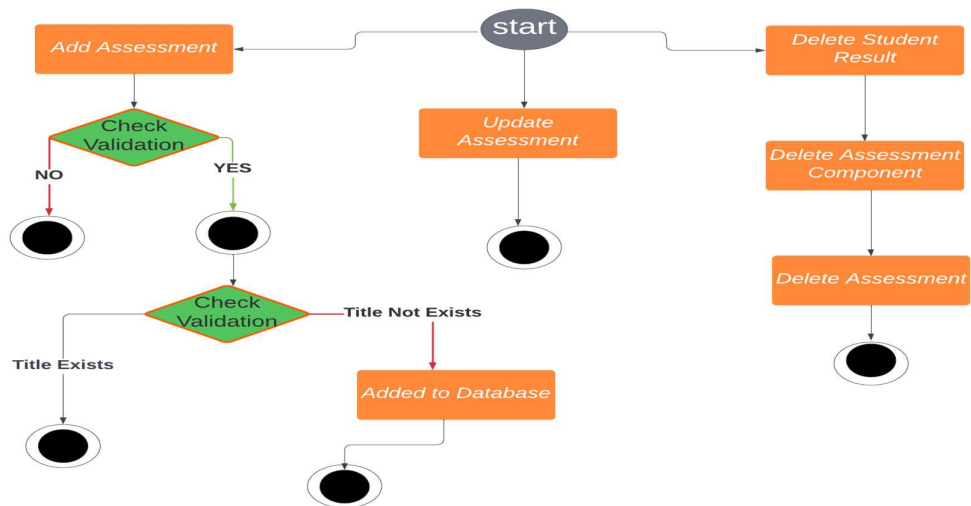 start
Add Assessment
Delete Student
Result
Update
Assessment
Check
Validation
NO
YES
Delete Assessment
Component
Delete Assessment
Check
Validation
Title Not Exists
Title Exists
Added to Database